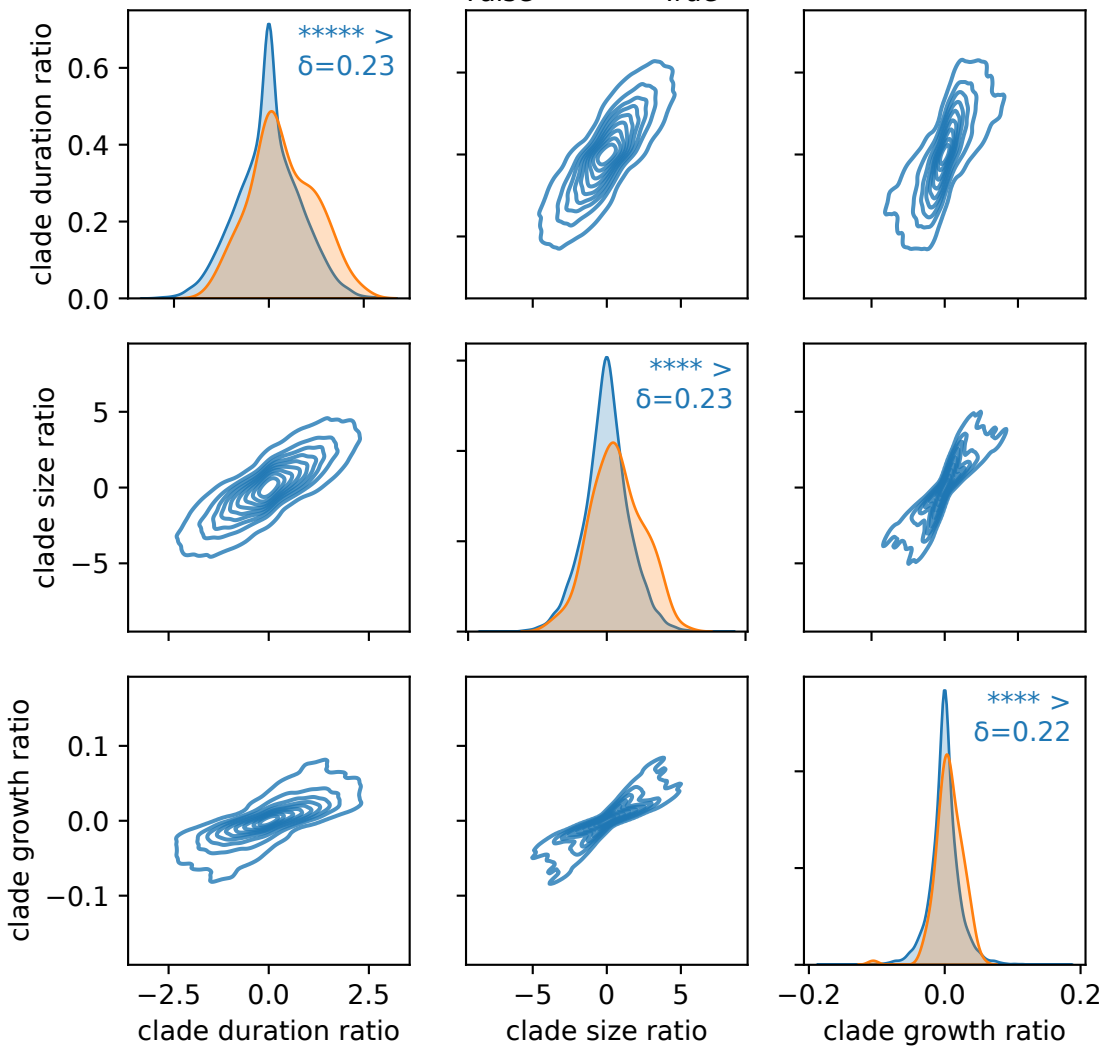 clade duration ratio
0.6
0.4
0.2
0.0
***** >
δ=0.23
clade size ratio
5
0
−5
**** >
δ=0.23
clade growth ratio
0.1
0.0
−0.1
**** >
δ=0.22
−2.5 0.0 2.5
clade duration ratio
−5 0 5
clade size ratio
−0.2 0.0 0.2
clade growth ratio